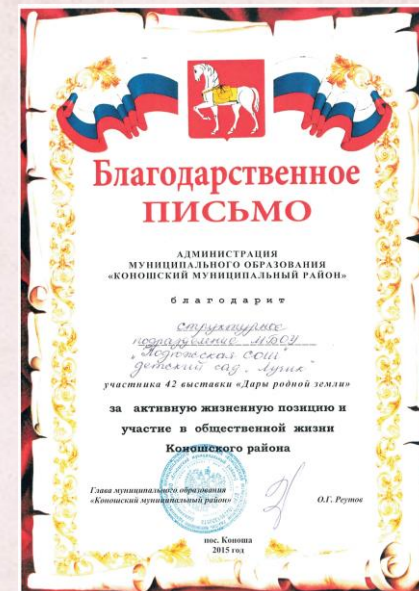 Благодарственное
ПИСЬМО
АДМИНИСТРАЦИЯ
МУНИЦИПАЛЬНОГО ОБРАЗОВАНИЯ
«КОНОШСКИЙ МУНИЦИПАЛЬНЫЙ РАЙОН»
благодарит
структурное
подразделение МБОУ
"Подюжская СОШ"
детский сад "Лучик"
участника 42 выставки «Дары родной земли»
за активную жизненную позицию и
участие в общественной жизни
Коношского района
Глава муниципального образования
«Коношский муниципальный район»
О.Г. Реутов
пос. Коноша
2015 год